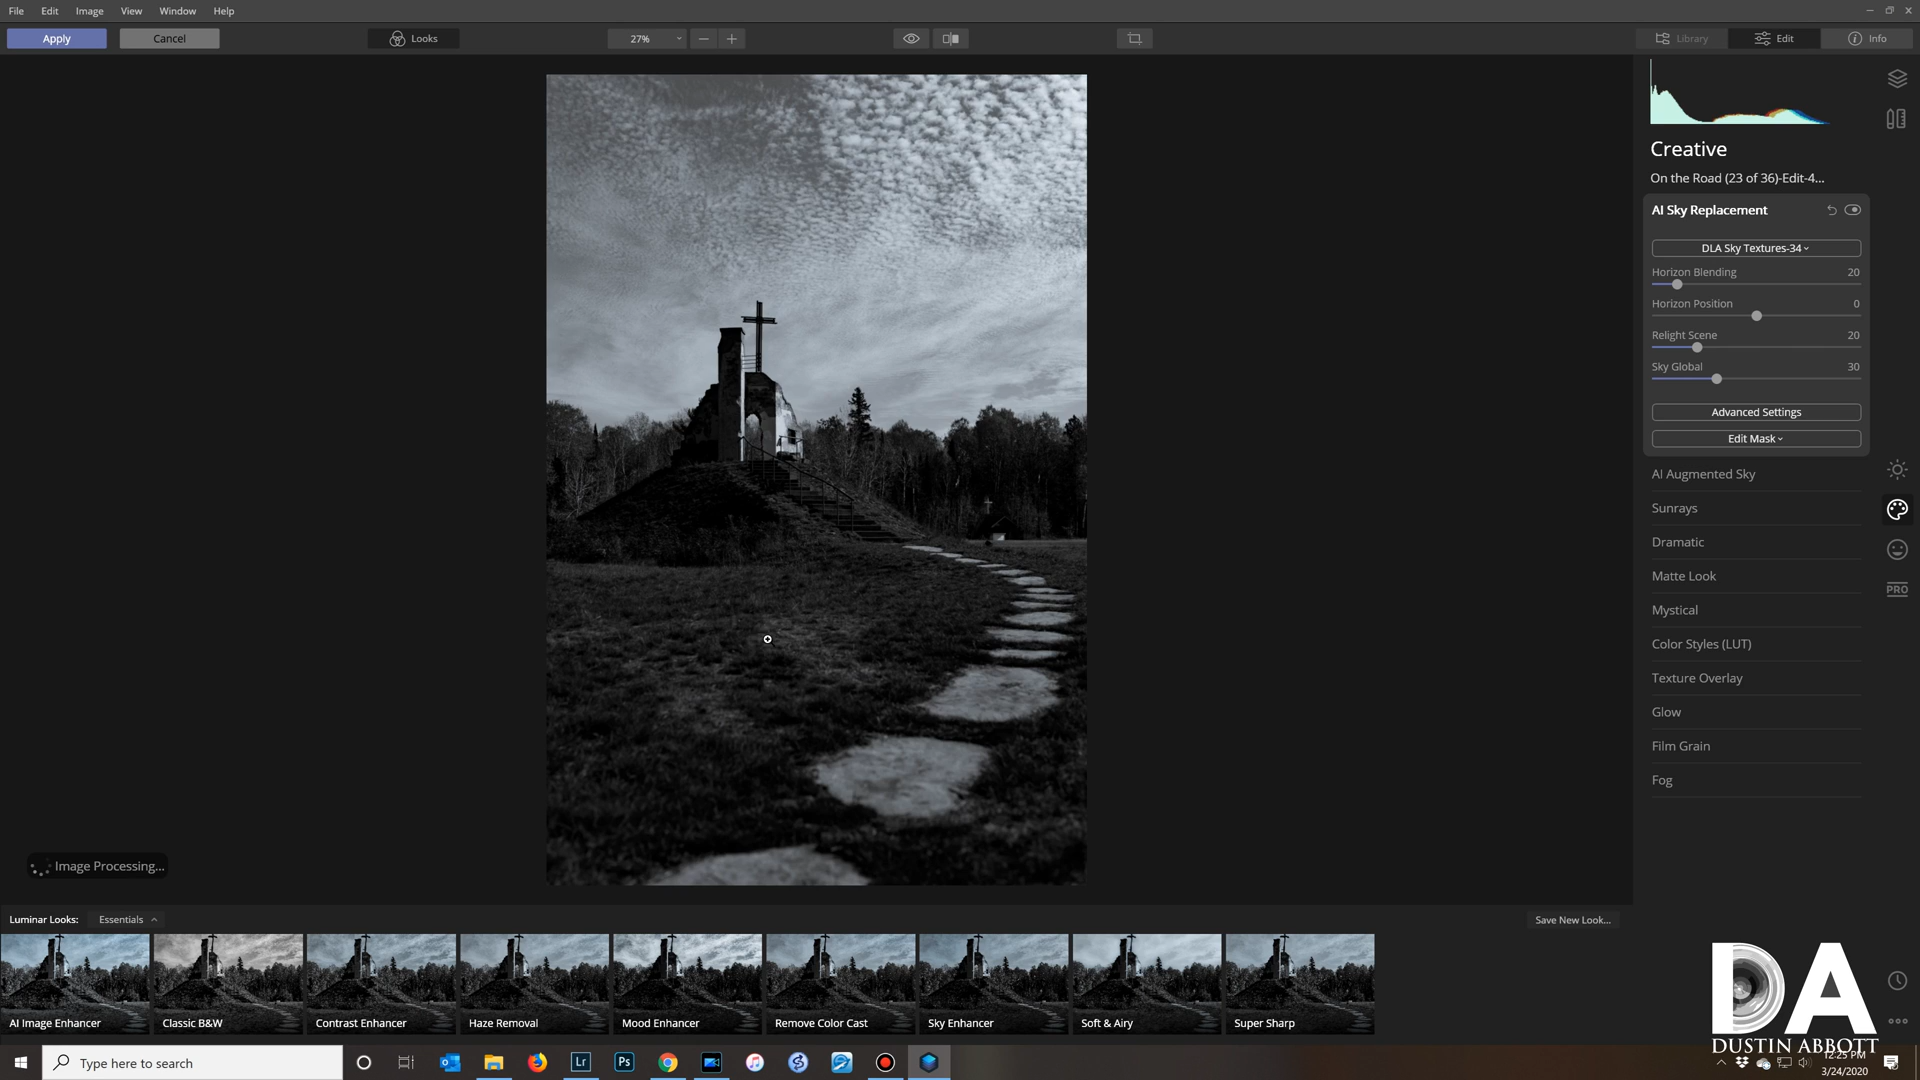 File Edit Image View Window Help
Apply Cancel Looks 27% Library Edit Info
Creative
On the Road (23 of 36)-Edit-4...
AI Sky Replacement
DLA Sky Textures-34
Horizon Blending 20
Horizon Position 0
Relight Scene 20
Sky Global 30
Advanced Settings
Edit Mask
AI Augmented Sky
Sunrays
Dramatic
Matte Look
PRO
Mystical
Color Styles (LUT)
Texture Overlay
Glow
Film Grain
Fog
Image Processing...
Luminar Looks: Essentials Save New Look...
AI Image Enhancer Classic B&W Contrast Enhancer Haze Removal Mood Enhancer Remove Color Cast Sky Enhancer Soft & Airy Super Sharp
DA
DUSTIN ABBOTT
Type here to search Lr Ps
12:25 PM
3/24/2020